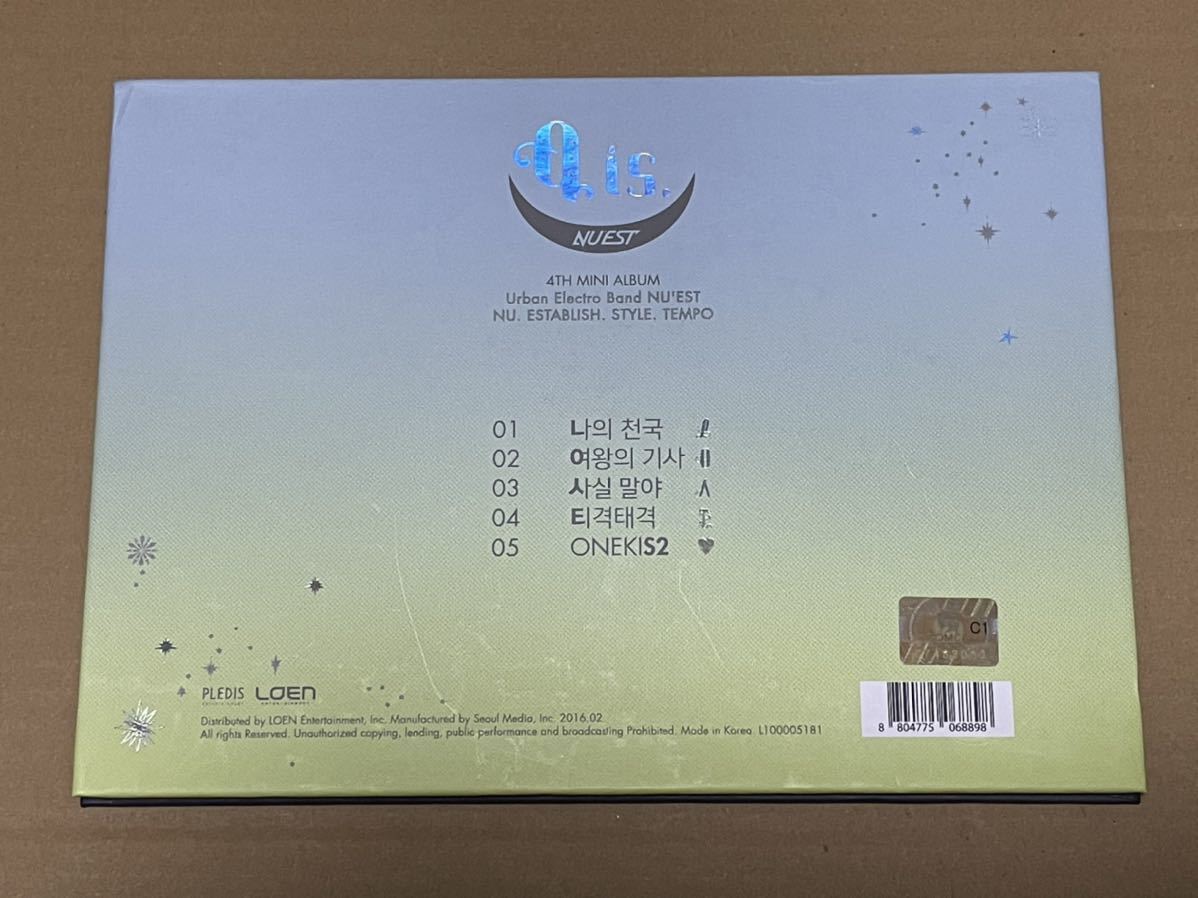 Q is.
NU'EST
4TH MINI ALBUM
Urban Electro Band NU'EST
NU. ESTABLISH. STYLE. TEMPO
01 나의 천국
02 여왕의 기사
03 사실 말야
04 티격태격
05 ONEKIS2
C1
PLEDIS LOEN
ENTERTAINMENT
Distributed by LOEN Entertainment, Inc. Manufactured by Seoul Media, Inc. 2016.02
All rights Reserved. Unauthorized copying, lending, public performance and broadcasting Prohibited. Made in Korea. L100005181
8 804775 068898